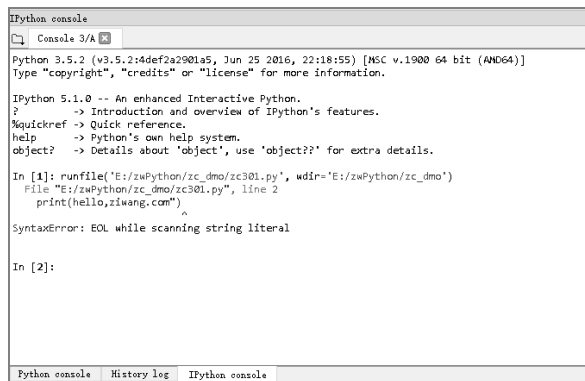 IPython console
Console 3/A
Python 3.5.2 (v3.5.2:4def2a2901a5, Jun 25 2016, 22:18:55) [MSC v.1900 64 bit (AMD64)]
Type "copyright", "credits" or "license" for more information.
IPython 5.1.0 -- An enhanced Interactive Python.
?         -> Introduction and overview of IPython's features.
%quickref -> Quick reference.
help      -> Python's own help system.
object?   -> Details about 'object', use 'object??' for extra details.
In [1]: runfile('E:/zwPython/zc_dmo/zc301.py', wdir='E:/zwPython/zc_dmo')
File "E:/zwPython/zc_dmo/zc301.py", line 2
print(hello,ziwang.com")
^
SyntaxError: EOL while scanning string literal
In [2]:
Python console History log IPython console